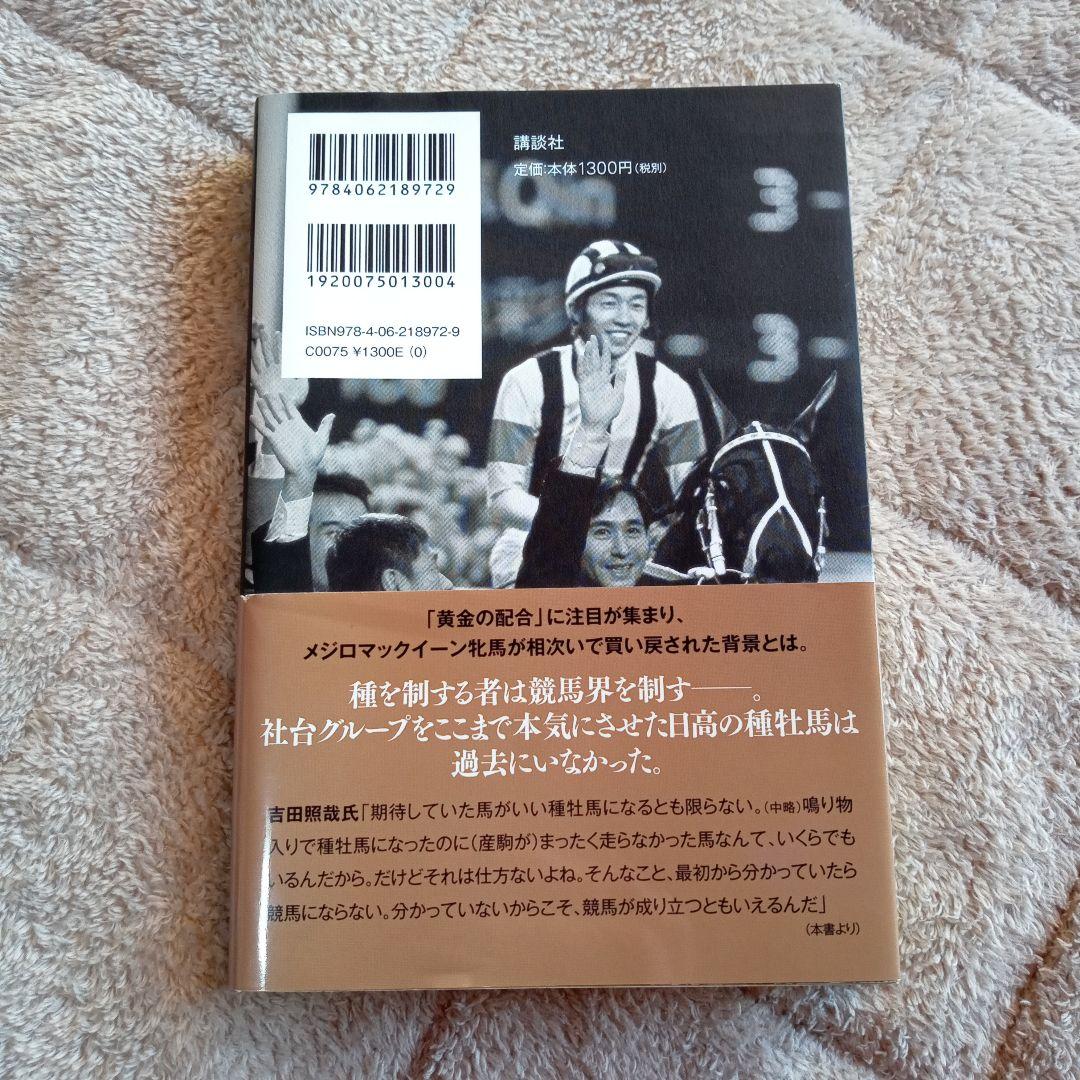 9784062189729
1920075013004
ISBN978-4-06-218972-9
C0075 ¥1300E (0)
講談社
定価:本体1300円(税別)
3-
3-
「黄金の配合」に注目が集まり、
メジロマックイーン牝馬が相次いで買い戻された背景とは。
種を制する者は競馬界を制す――。
社台グループをここまで本気にさせた日高の種牡馬は
過去にいなかった。
吉田照哉氏「期待していた馬がいい種牡馬になるとも限らない。(中略)鳴り物
入りで種牡馬になったのに(産駒が)まったく走らなかった馬なんて、いくらでも
いるんだから。だけどそれは仕方ないよね。そんなこと、最初から分かっていたら
競馬にならない。分かっていないからこそ、競馬が成り立つともいえるんだ」
(本書より)